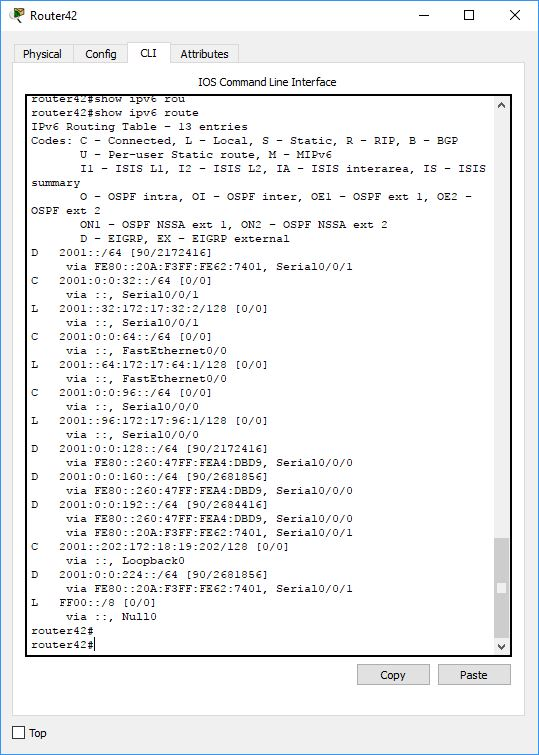 Router42
Physical Config CLI Attributes
IOS Command Line Interface
router42#show ipv6 rou
router42#show ipv6 route
IPv6 Routing Table - 13 entries
Codes: C - Connected, L - Local, S - Static, R - RIP, B - BGP
U - Per-user Static route, M - MIPv6
I1 - ISIS L1, I2 - ISIS L2, IA - ISIS interarea, IS - ISIS
summary
O - OSPF intra, OI - OSPF inter, OE1 - OSPF ext 1, OE2 -
OSPF ext 2
ON1 - OSPF NSSA ext 1, ON2 - OSPF NSSA ext 2
D - EIGRP, EX - EIGRP external
D 2001::/64 [90/2172416]
via FE80::20A:F3FF:FE62:7401, Serial0/0/1
C 2001:0:0:32::/64 [0/0]
via ::, Serial0/0/1
L 2001::32:172:17:32:2/128 [0/0]
via ::, Serial0/0/1
C 2001:0:0:64::/64 [0/0]
via ::, FastEthernet0/0
L 2001::64:172:17:64:1/128 [0/0]
via ::, FastEthernet0/0
C 2001:0:0:96::/64 [0/0]
via ::, Serial0/0/0
L 2001::96:172:17:96:1/128 [0/0]
via ::, Serial0/0/0
D 2001:0:0:128::/64 [90/2172416]
via FE80::260:47FF:FEA4:DBD9, Serial0/0/0
D 2001:0:0:160::/64 [90/2681856]
via FE80::260:47FF:FEA4:DBD9, Serial0/0/0
D 2001:0:0:192::/64 [90/2684416]
via FE80::260:47FF:FEA4:DBD9, Serial0/0/0
via FE80::20A:F3FF:FE62:7401, Serial0/0/1
C 2001::202:172:18:19:202/128 [0/0]
via ::, Loopback0
D 2001:0:0:224::/64 [90/2681856]
via FE80::20A:F3FF:FE62:7401, Serial0/0/1
L FF00::/8 [0/0]
via ::, Null0
router42#
router42#
Copy Paste
Top